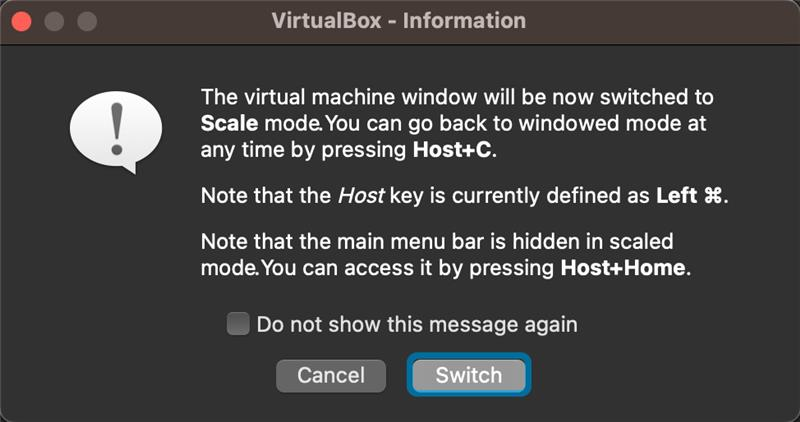 VirtualBox - Information
The virtual machine window will be now switched to
Scale mode.You can go back to windowed mode at
any time by pressing Host+C.
Note that the Host key is currently defined as Left ⌘.
Note that the main menu bar is hidden in scaled
mode.You can access it by pressing Host+Home.
Do not show this message again
Cancel
Switch